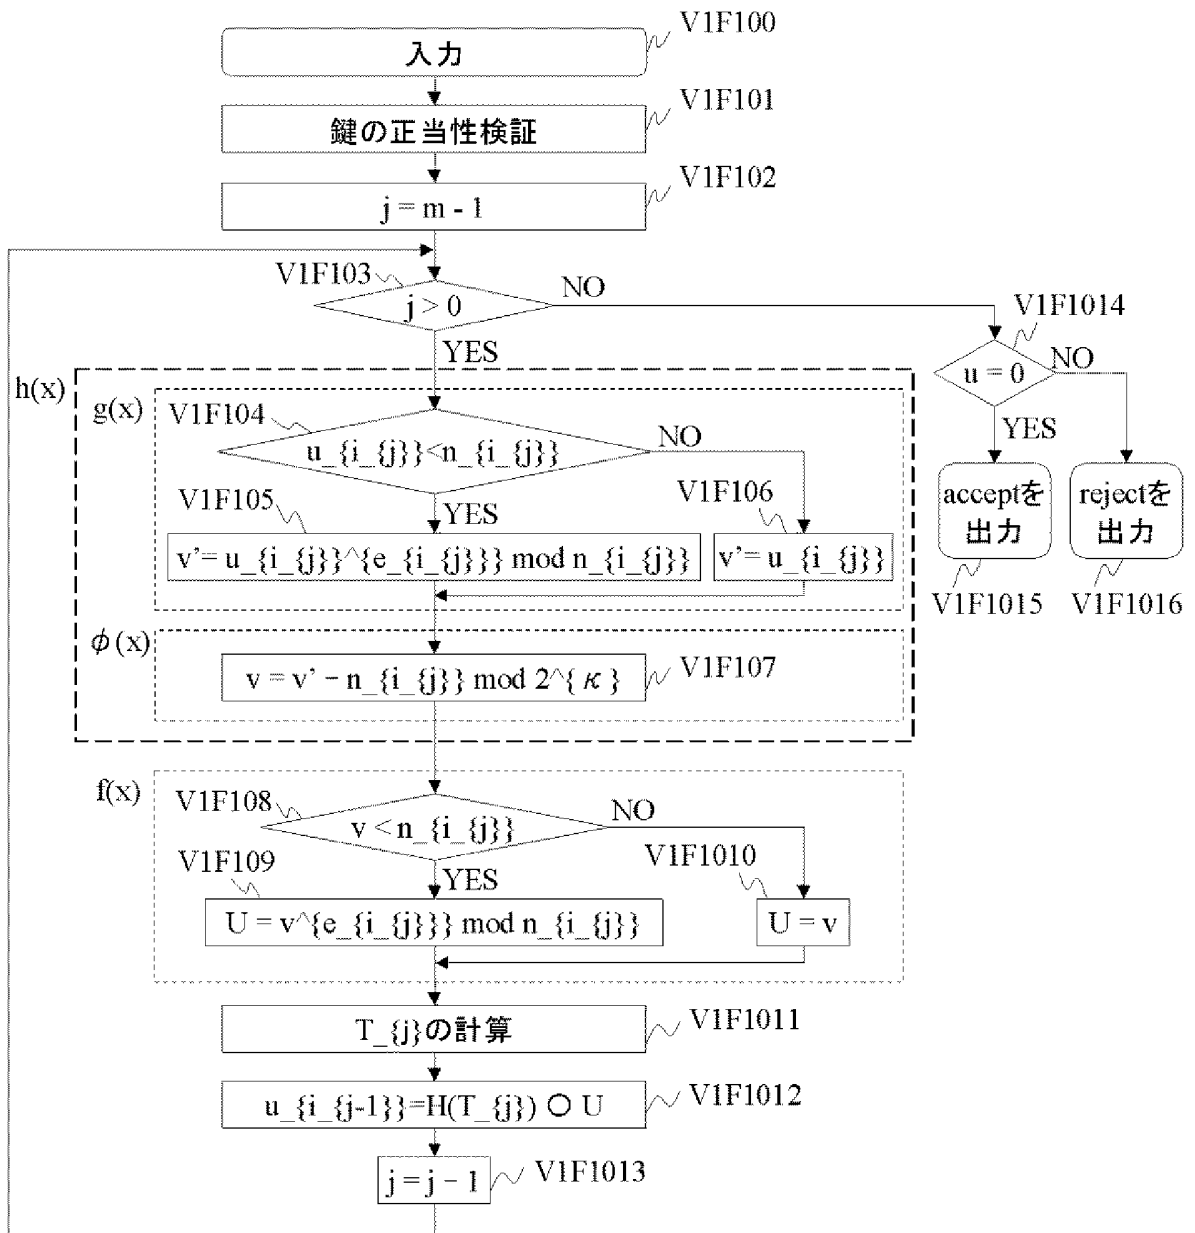 V1F100
入力
V1F101
鍵の正当性検証
V1F102
j = m - 1
V1F103
j > 0
NO
YES
V1F1014
u = 0
NO
YES
acceptを
出力
rejectを
出力
V1F1015
V1F1016
h(x)
g(x)
V1F104
u_{i_{j}}<n_{i_{j}}
NO
YES
V1F105
V1F106
v’= u_{i_{j}}^{e_{i_{j}}} mod n_{i_{j}}
v’= u_{i_{j}}
ϕ(x)
V1F107
v = v’ - n_{i_{j}} mod 2^{κ}
f(x)
V1F108
v < n_{i_{j}}
NO
YES
V1F109
V1F1010
U = v^{e_{i_{j}}} mod n_{i_{j}}
U = v
T_{j}の計算
V1F1011
u_{i_{j-1}}=H(T_{j}) ○ U
V1F1012
j = j - 1
V1F1013